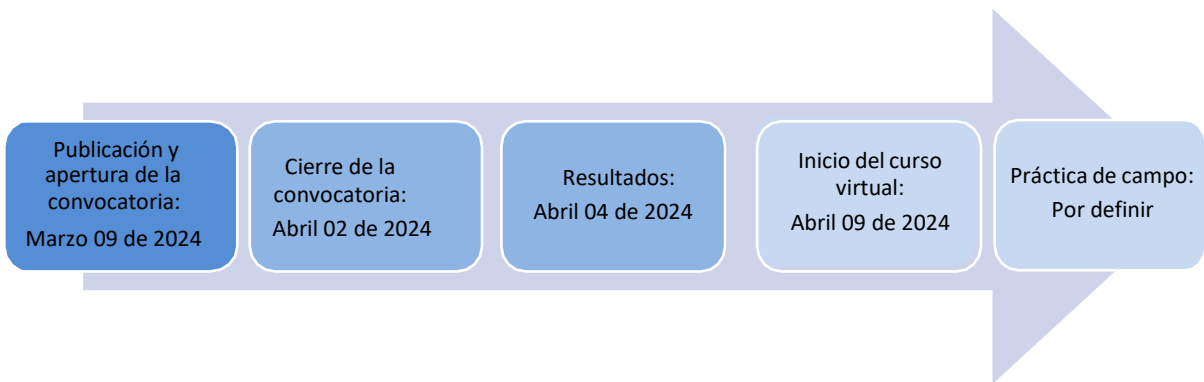 Publicación y
apertura de la
convocatoria:
Marzo 09 de 2024
Cierre de la
convocatoria:
Abril 02 de 2024
Resultados:
Abril 04 de 2024
Inicio del curso
virtual:
Abril 09 de 2024
Práctica de campo:
Por definir